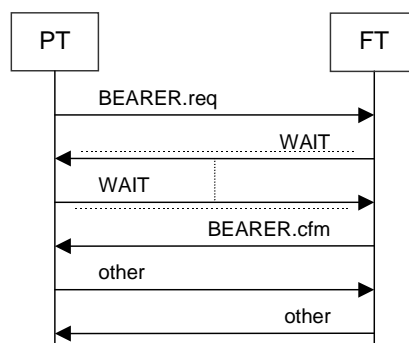 PT
FT
BEARER.req
WAIT
WAIT
BEARER.cfm
other
other